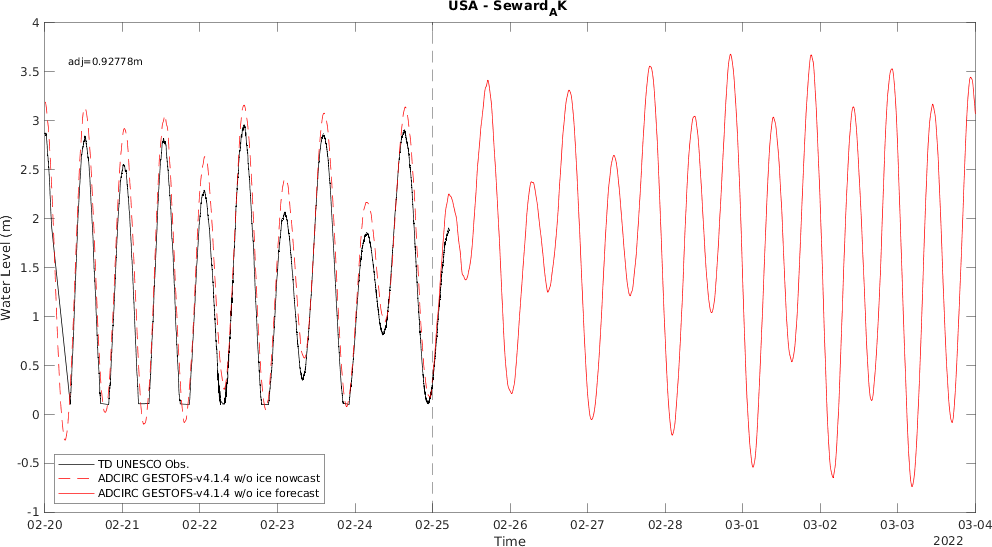 USA - Seward_AK
adj=0.92778m
4
3.5
3
2.5
2
1.5
1
0.5
0
-0.5
-1
Water Level (m)
TD UNESCO Obs.
ADCIRC GESTOFS-v4.1.4 w/o ice nowcast
ADCIRC GESTOFS-v4.1.4 w/o ice forecast
02-20 02-21 02-22 02-23 02-24 02-25 02-26 02-27 02-28 03-01 03-02 03-03 03-04
Time
2022